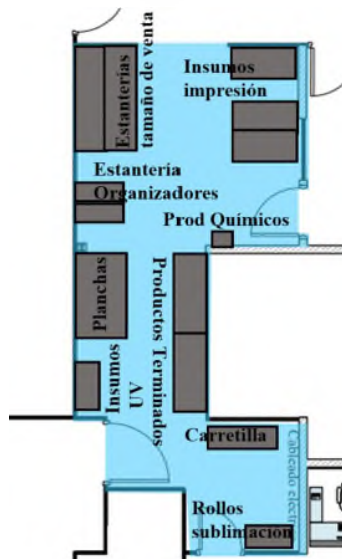 Estanterías
tamaño de venta
Insumos
impresión
Estantería
Organizadores
Prod Químicos
Planchas
Productos Terminados
Insumos
UV
Carretilla
Cableado eléctr
Rollos
sublimación